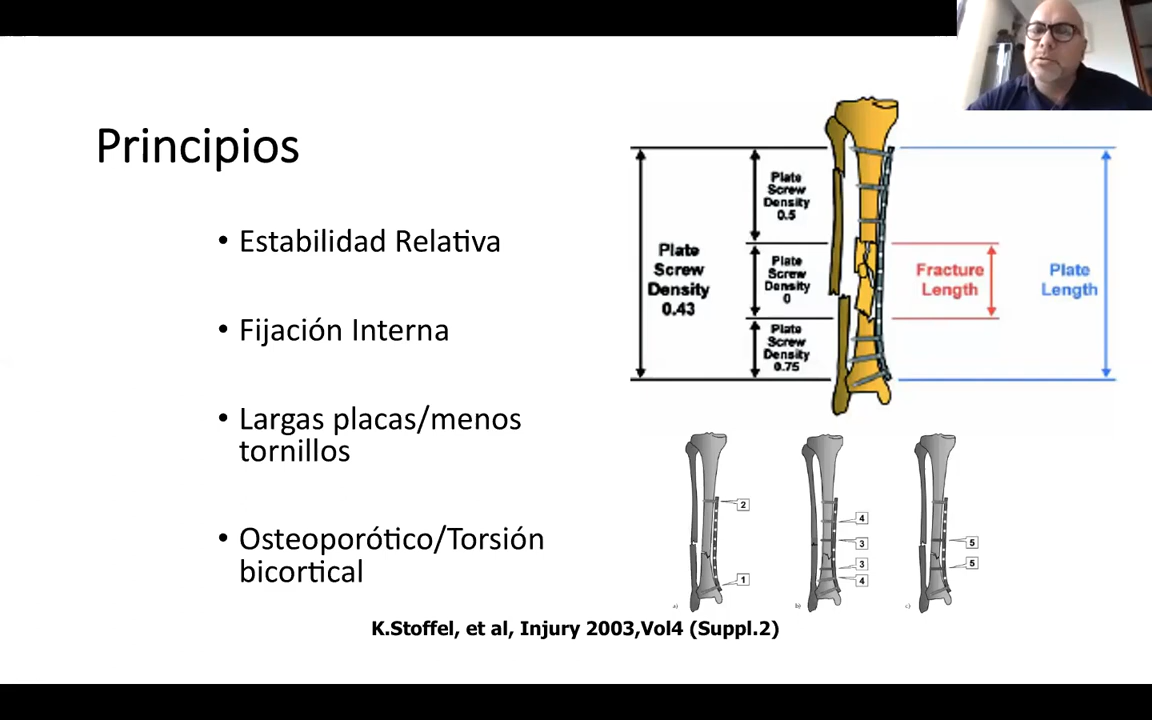 Principios
• Estabilidad Relativa
• Fijación Interna
• Largas placas/menos
tornillos
• Osteoporótico/Torsión
bicortical
Plate
Screw
Density
0.43
Plate
Screw
Density
0.5
Plate
Screw
Density
0
Plate
Screw
Density
0.75
Fracture
Length
Plate
Length
2
1
a)
4
3
3
4
b)
5
5
c)
K.Stoffel, et al, Injury 2003,Vol4 (Suppl.2)